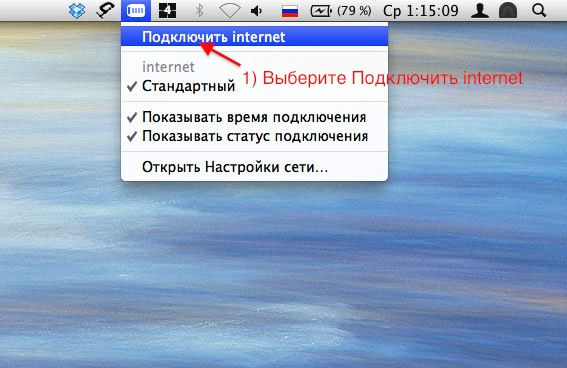 4 (79 %) Ср 1:15:09
Подключить internet
internet
1) Выберите Подключить internet
✓ Стандартный
✓ Показывать время подключения
✓ Показывать статус подключения
Открыть Настройки сети...